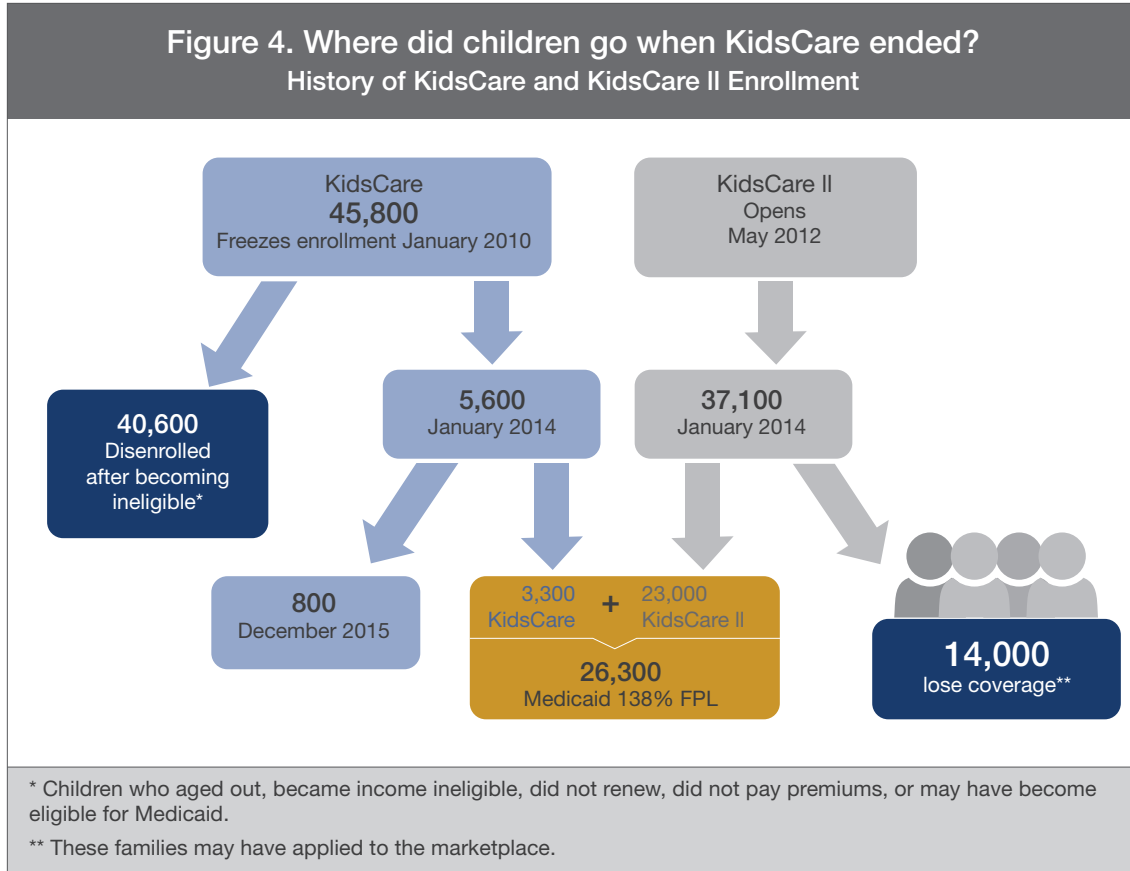 Figure 4. Where did children go when KidsCare ended?
History of KidsCare and KidsCare II Enrollment
KidsCare
45,800
Freezes enrollment January 2010
KidsCare II
Opens
May 2012
40,600
Disenrolled
after becoming
ineligible*
5,600
January 2014
37,100
January 2014
800
December 2015
3,300
KidsCare
+
23,000
KidsCare II
26,300
Medicaid 138% FPL
14,000
lose coverage**
* Children who aged out, became income ineligible, did not renew, did not pay premiums, or may have become
eligible for Medicaid.
** These families may have applied to the marketplace.